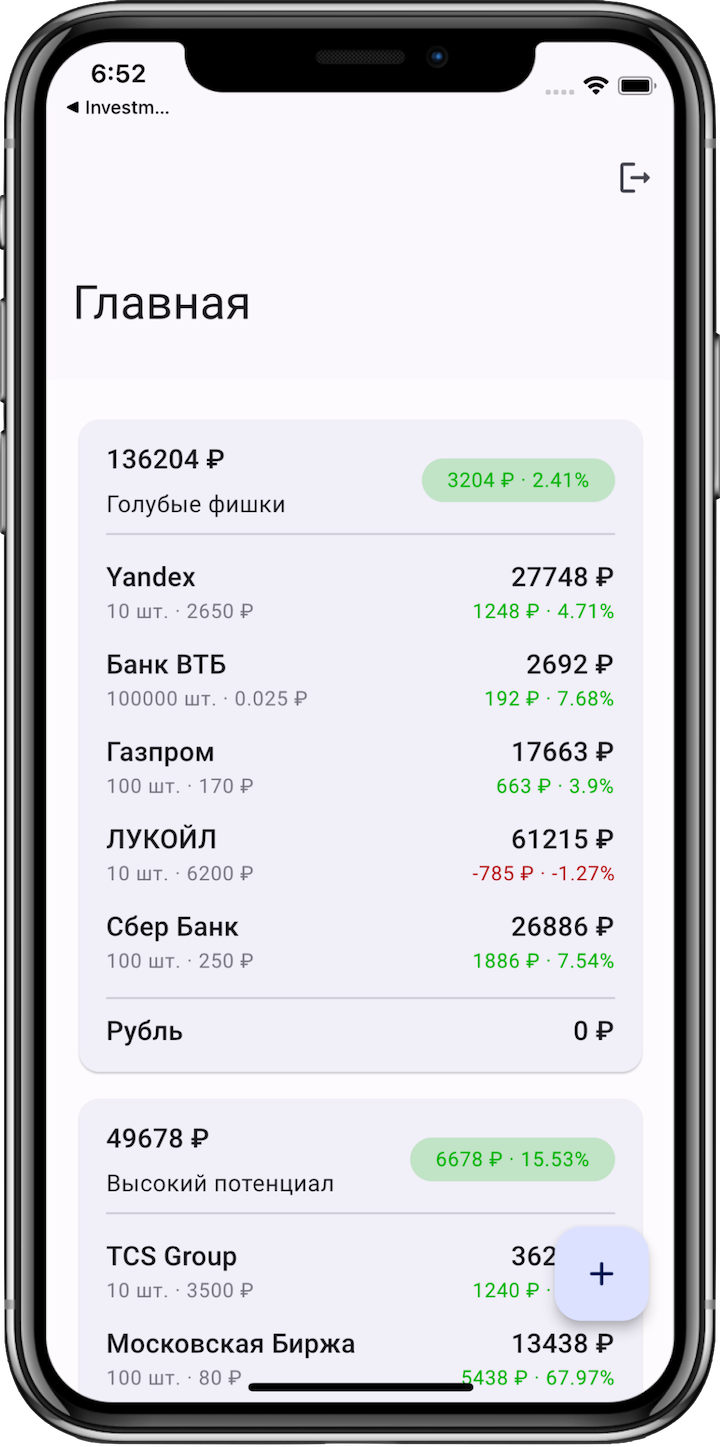 6:52
◀ Investm...
Главная
136204 ₽
3204 ₽ · 2.41%
Голубые фишки
Yandex 27748 ₽
10 шт. · 2650 ₽ 1248 ₽ · 4.71%
Банк ВТБ 2692 ₽
100000 шт. · 0.025 ₽ 192 ₽ · 7.68%
Газпром 17663 ₽
100 шт. · 170 ₽ 663 ₽ · 3.9%
ЛУКОЙЛ 61215 ₽
10 шт. · 6200 ₽ -785 ₽ · -1.27%
Сбер Банк 26886 ₽
100 шт. · 250 ₽ 1886 ₽ · 7.54%
Рубль 0 ₽
49678 ₽
6678 ₽ · 15.53%
Высокий потенциал
TCS Group 362
10 шт. · 3500 ₽ 1240 ₽ ·
Московская Биржа 13438 ₽
100 шт. · 80 ₽ 5438 ₽ · 67.97%